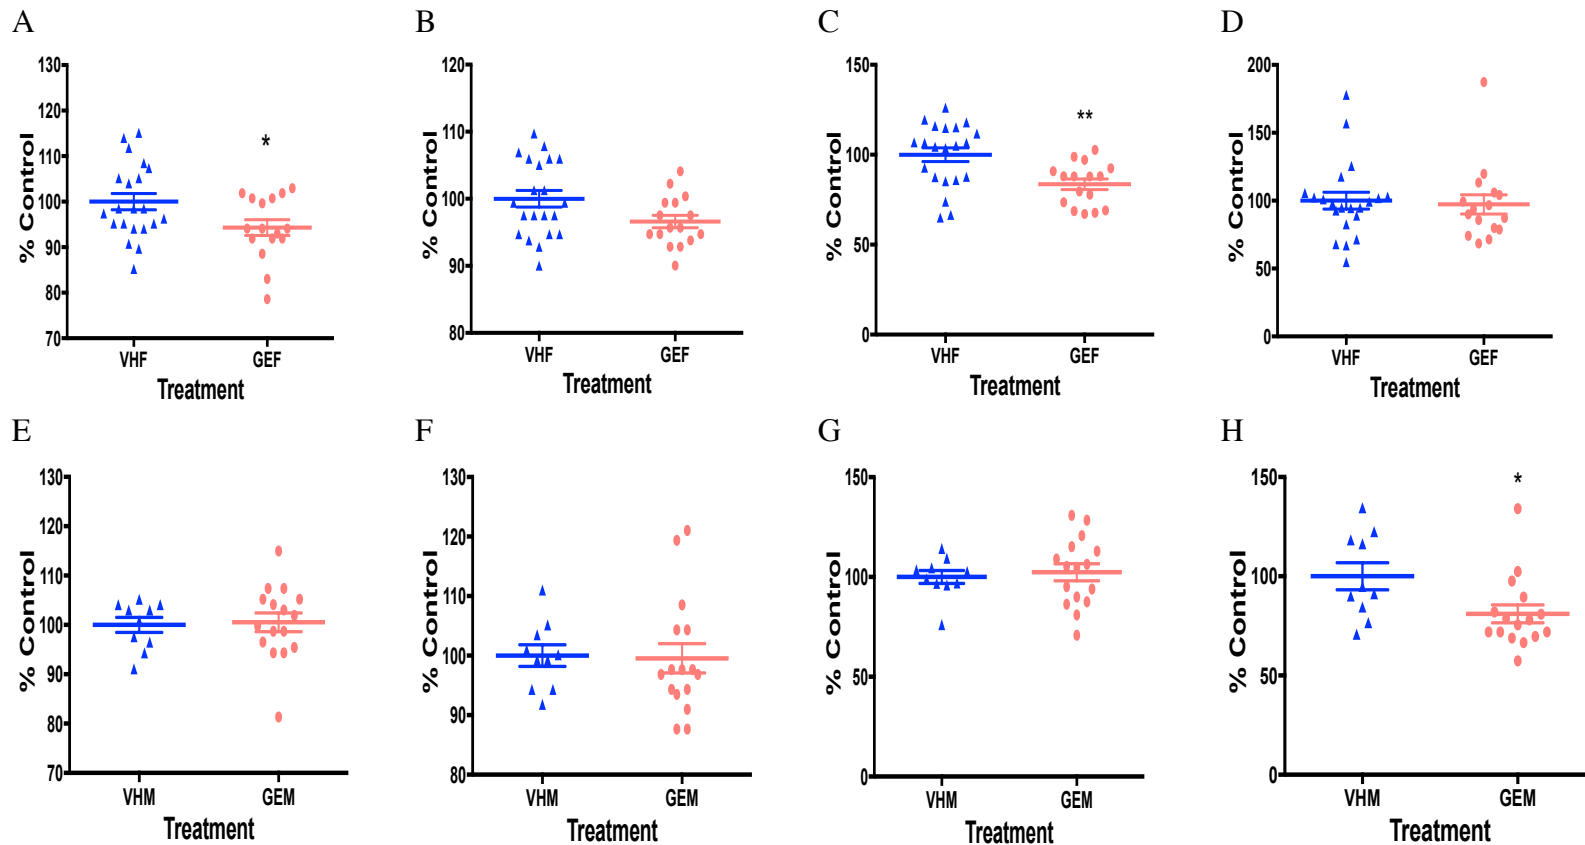 A
B
C
D
130
120
110
100
90
80
70
% Control
*
VHF
GEF
Treatment
120
110
100
90
80
% Control
VHF
GEF
Treatment
150
100
50
0
% Control
**
VHF
GEF
Treatment
200
150
100
50
0
% Control
VHF
GEF
Treatment
E
F
G
H
130
120
110
100
90
80
70
% Control
VHM
GEM
Treatment
130
120
110
100
90
80
% Control
VHM
GEM
Treatment
150
100
50
0
% Control
VHM
GEM
Treatment
150
100
50
0
% Control
*
VHM
GEM
Treatment